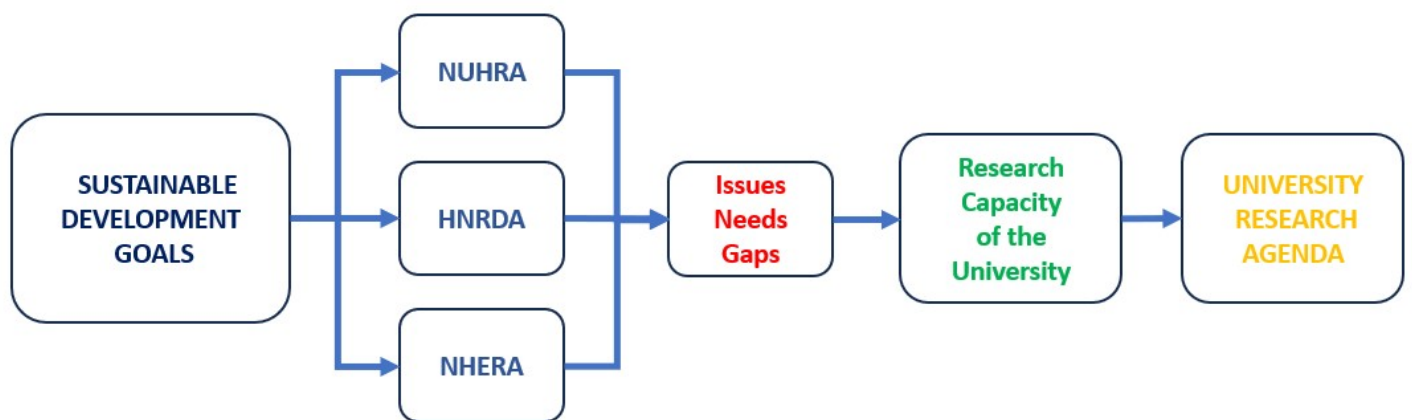 SUSTAINABLE
DEVELOPMENT
GOALS
NUHRA
HNRDA
NHERA
Issues
Needs
Gaps
Research
Capacity
of the
University
UNIVERSITY
RESEARCH
AGENDA